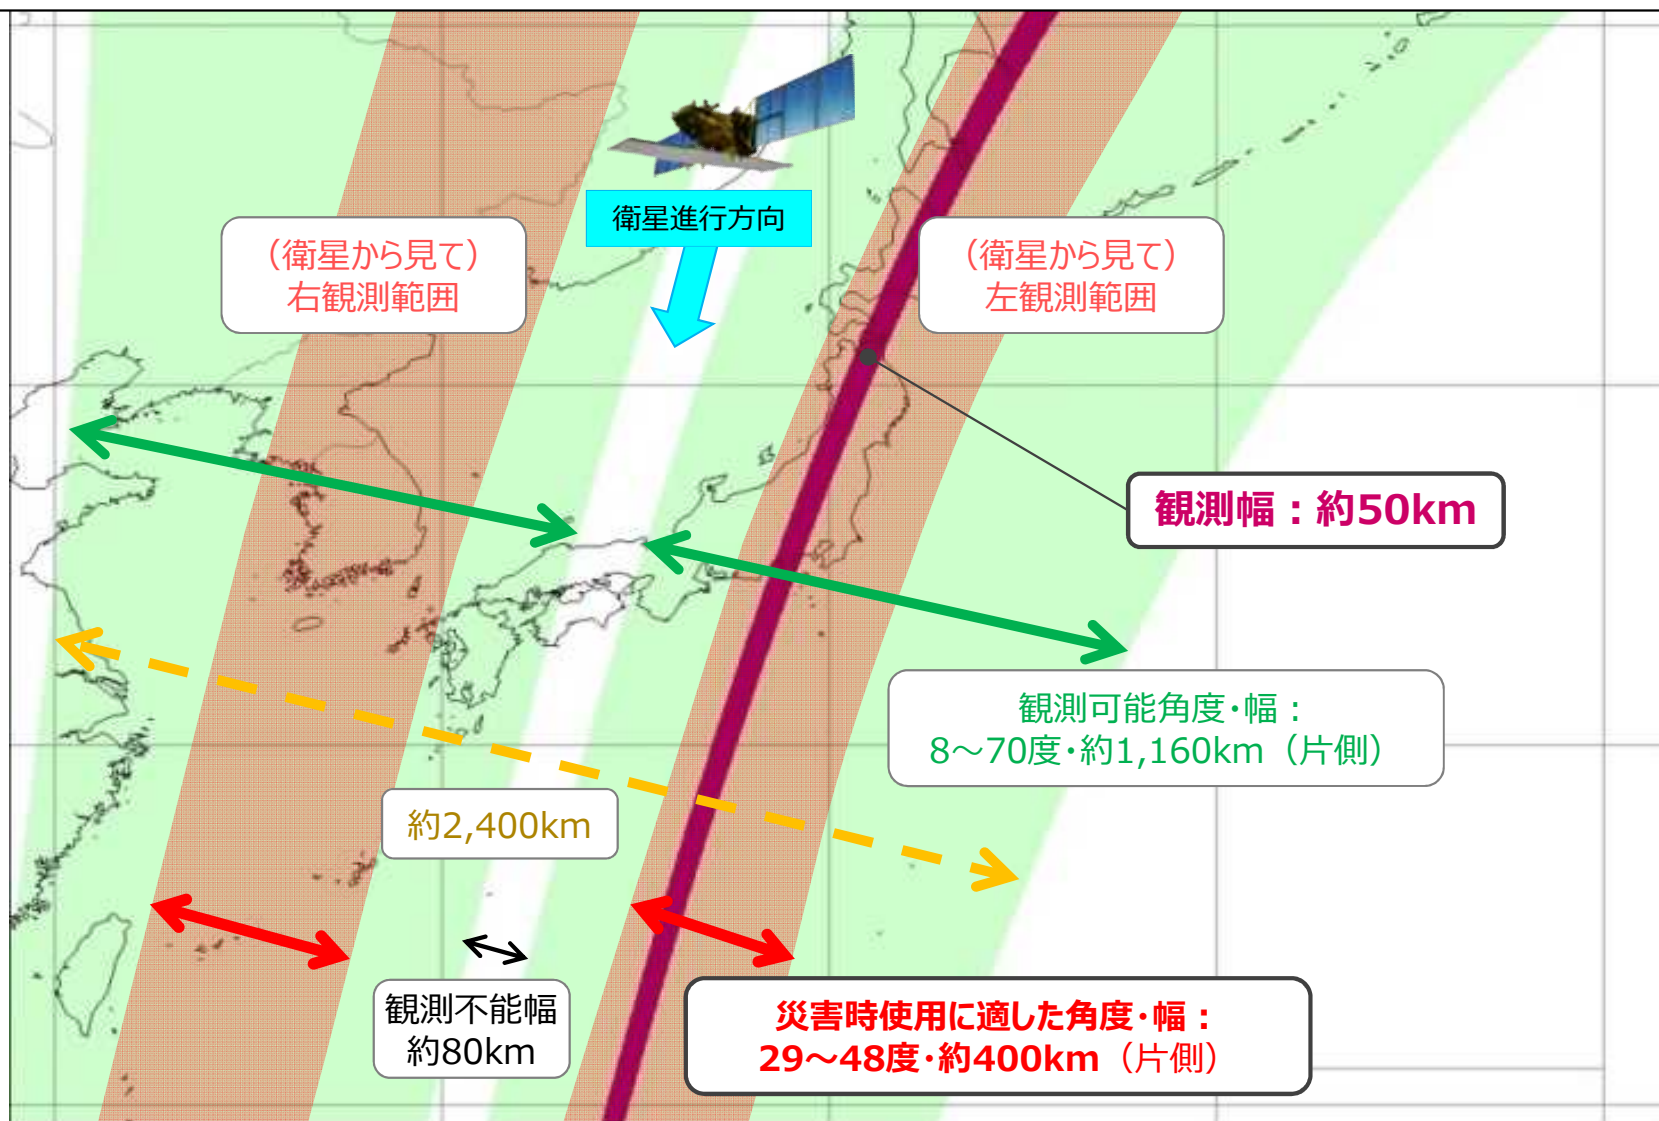 衛星進行方向
（衛星から見て）
右観測範囲
（衛星から見て）
左観測範囲
観測幅：約50km
観測可能角度・幅：
8～70度・約1,160km（片側）
約2,400km
観測不能幅
約80km
災害時使用に適した角度・幅：
29～48度・約400km（片側）